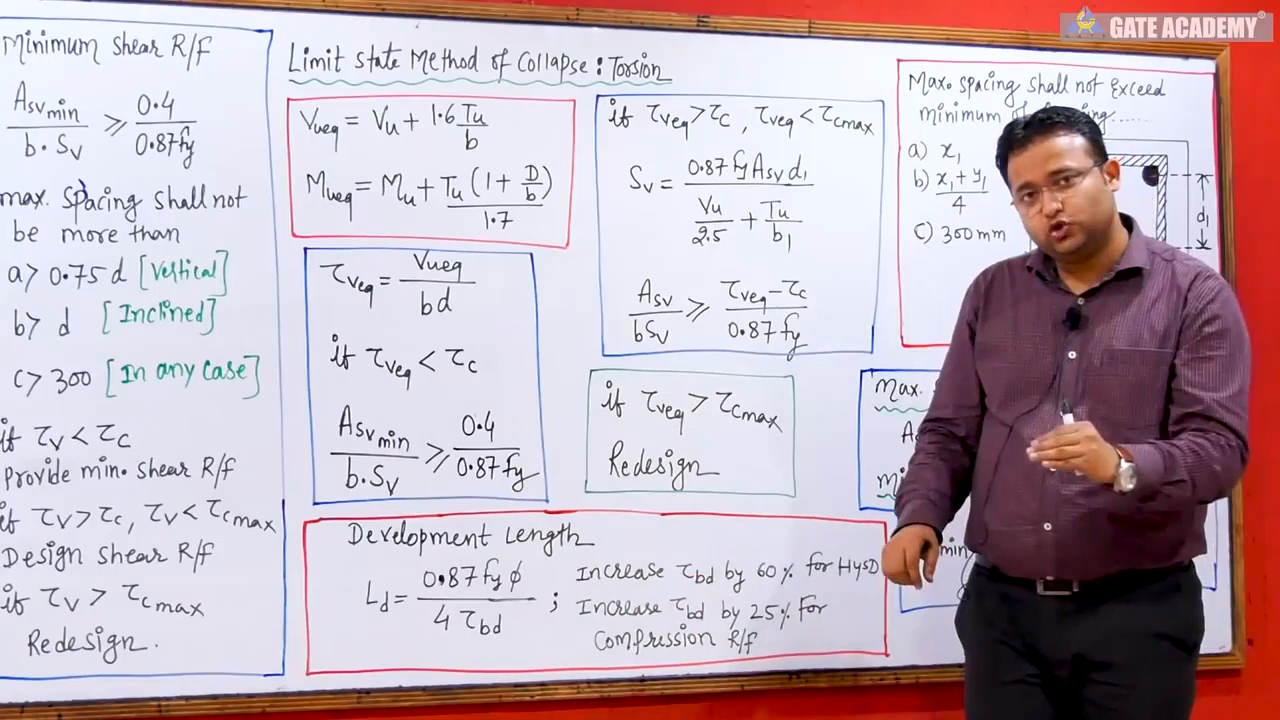 GATE ACADEMY®
Minimum Shear R/f
Asv min / b. Sv ≥ 0.4 / 0.87fy
max. spacing shall not
be more than
a> 0.75 d [Vertical]
b> d [Inclined]
c> 300 [In any case]
if τv < τc
Provide min. shear R/f
if τv > τc, τv < τcmax
Design shear R/f
if τv > τcmax
Redesign.
Limit state Method of Collapse : Torsion
Vueq = Vu + 1.6 Tu / b
Mueq = Mu + Tu (1 + D/b) / 1.7
τveq = Vueq / bd
if τveq < τc
Asv min / b. Sv ≥ 0.4 / 0.87fy
if τveq > τc, τveq < τcmax
Sv = 0.87 fy Asv d1 / Vu/2.5 + Tu/b1
Asv / bSv ≥ τveq - τc / 0.87 fy
if τveq > τcmax
Redesign
Development Length
Ld = 0.87 fy ϕ / 4 τbd ; Increase τbd by 60% for HYSD
Increase τbd by 25% for
Compression R/f
Max. spacing shall not exceed
minimum of
a) x1
b) x1 + y1 / 4
c) 300 mm
d1
Max.